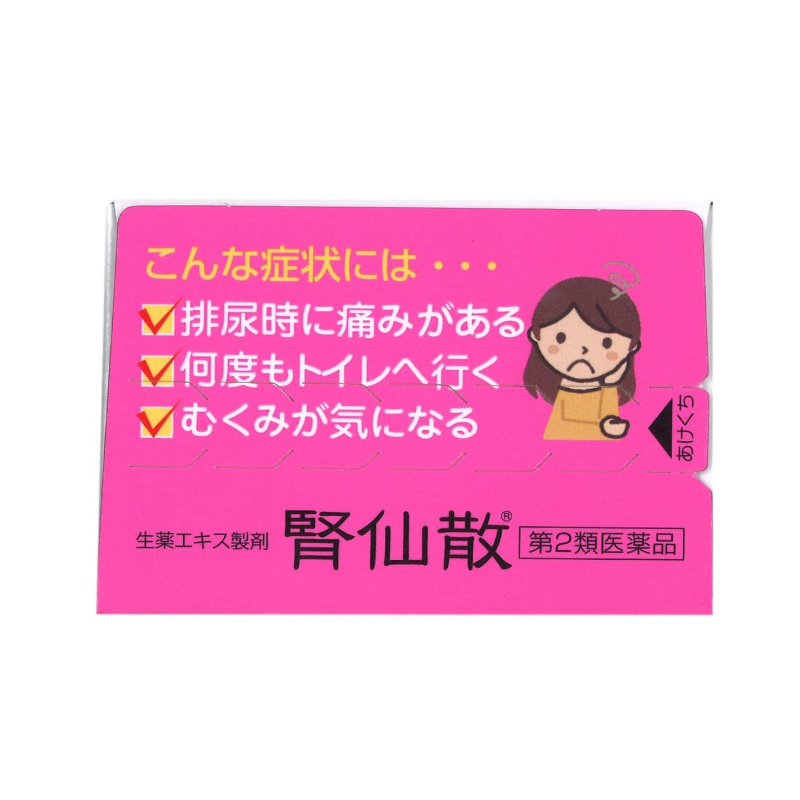 こんな症状には・・・
排尿時に痛みがある
何度もトイレへ行く
むくみが気になる
あけくち
生薬エキス製剤 腎仙散® 第2類医薬品